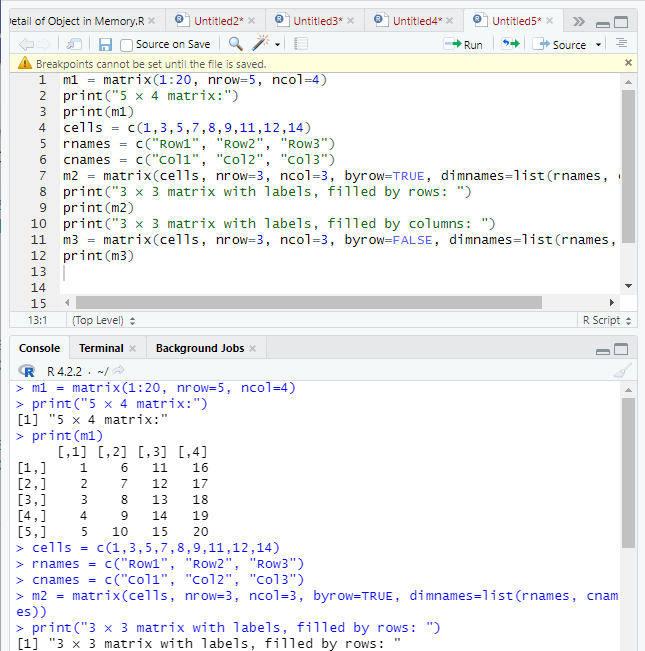 Detail of Object in Memory.R × Untitled2* × Untitled3* × Untitled4* × Untitled5* ×
Source on Save Run Source
Breakpoints cannot be set until the file is saved. ×
1 m1 = matrix(1:20, nrow=5, ncol=4)
2 print("5 × 4 matrix:")
3 print(m1)
4 cells = c(1,3,5,7,8,9,11,12,14)
5 rnames = c("Row1", "Row2", "Row3")
6 cnames = c("Col1", "Col2", "Col3")
7 m2 = matrix(cells, nrow=3, ncol=3, byrow=TRUE, dimnames=list(rnames,
8 print("3 × 3 matrix with labels, filled by rows: ")
9 print(m2)
10 print("3 × 3 matrix with labels, filled by columns: ")
11 m3 = matrix(cells, nrow=3, ncol=3, byrow=FALSE, dimnames=list(rnames,
12 print(m3)
13
14
15
13:1 (Top Level) R Script
Console Terminal × Background Jobs ×
R 4.2.2 · ~/
> m1 = matrix(1:20, nrow=5, ncol=4)
> print("5 × 4 matrix:")
[1] "5 × 4 matrix:"
> print(m1)
[,1] [,2] [,3] [,4]
[1,] 1 6 11 16
[2,] 2 7 12 17
[3,] 3 8 13 18
[4,] 4 9 14 19
[5,] 5 10 15 20
> cells = c(1,3,5,7,8,9,11,12,14)
> rnames = c("Row1", "Row2", "Row3")
> cnames = c("Col1", "Col2", "Col3")
> m2 = matrix(cells, nrow=3, ncol=3, byrow=TRUE, dimnames=list(rnames, cnam
es))
> print("3 × 3 matrix with labels, filled by rows: ")
[1] "3 × 3 matrix with labels, filled by rows: "